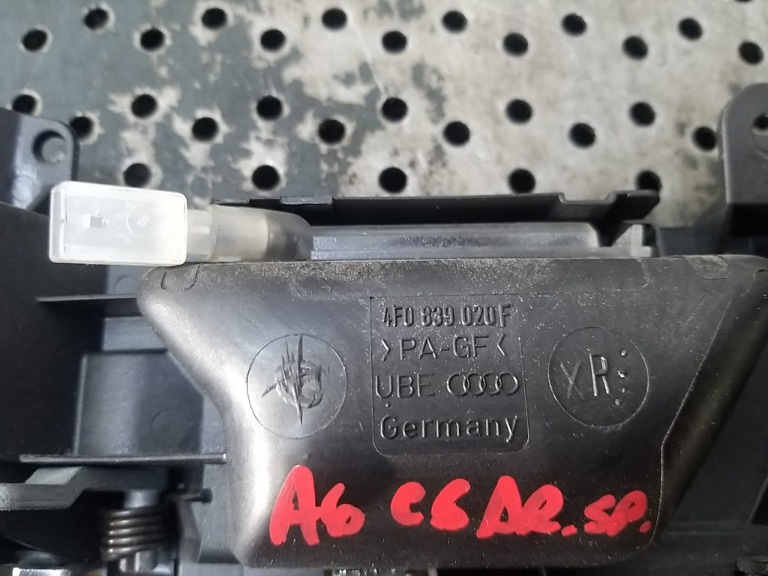 4F0 839 020F
>PA-GF<
UBE
Germany
XR
A6 C6 DR. SP.